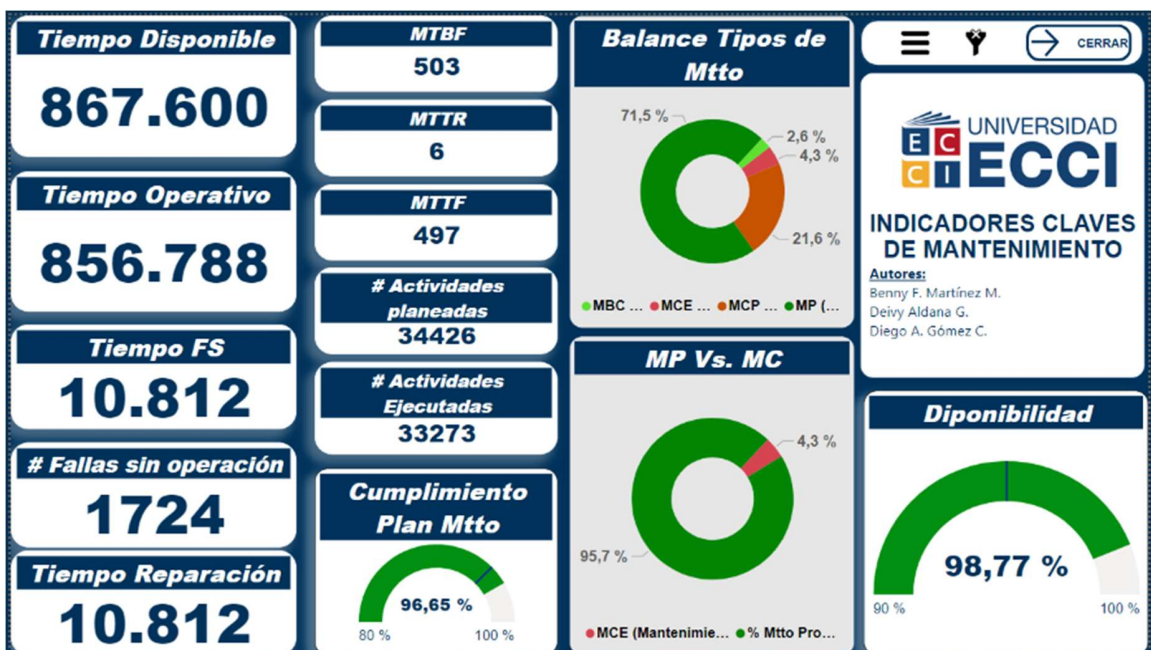 Tiempo Disponible
867.600
Tiempo Operativo
856.788
Tiempo FS
10.812
# Fallas sin operación
1724
Tiempo Reparación
10.812
MTBF
503
MTTR
6
MTTF
497
# Actividades
planeadas
34426
# Actividades
Ejecutadas
33273
Cumplimiento
Plan Mtto
96,65 %
80 %
100 %
Balance Tipos de
Mtto
71,5 %
2,6 %
4,3 %
21,6 %
MBC ... MCE ... MCP ... MP (...
MP Vs. MC
4,3 %
95,7 %
MCE (Mantenimie... % Mtto Pro...
CERRAR
E C C I
UNIVERSIDAD
ECCI
INDICADORES CLAVES
DE MANTENIMIENTO
Autores:
Benny F. Martínez M.
Deivy Aldana G.
Diego A. Gómez C.
Diponibilidad
98,77 %
90 %
100 %